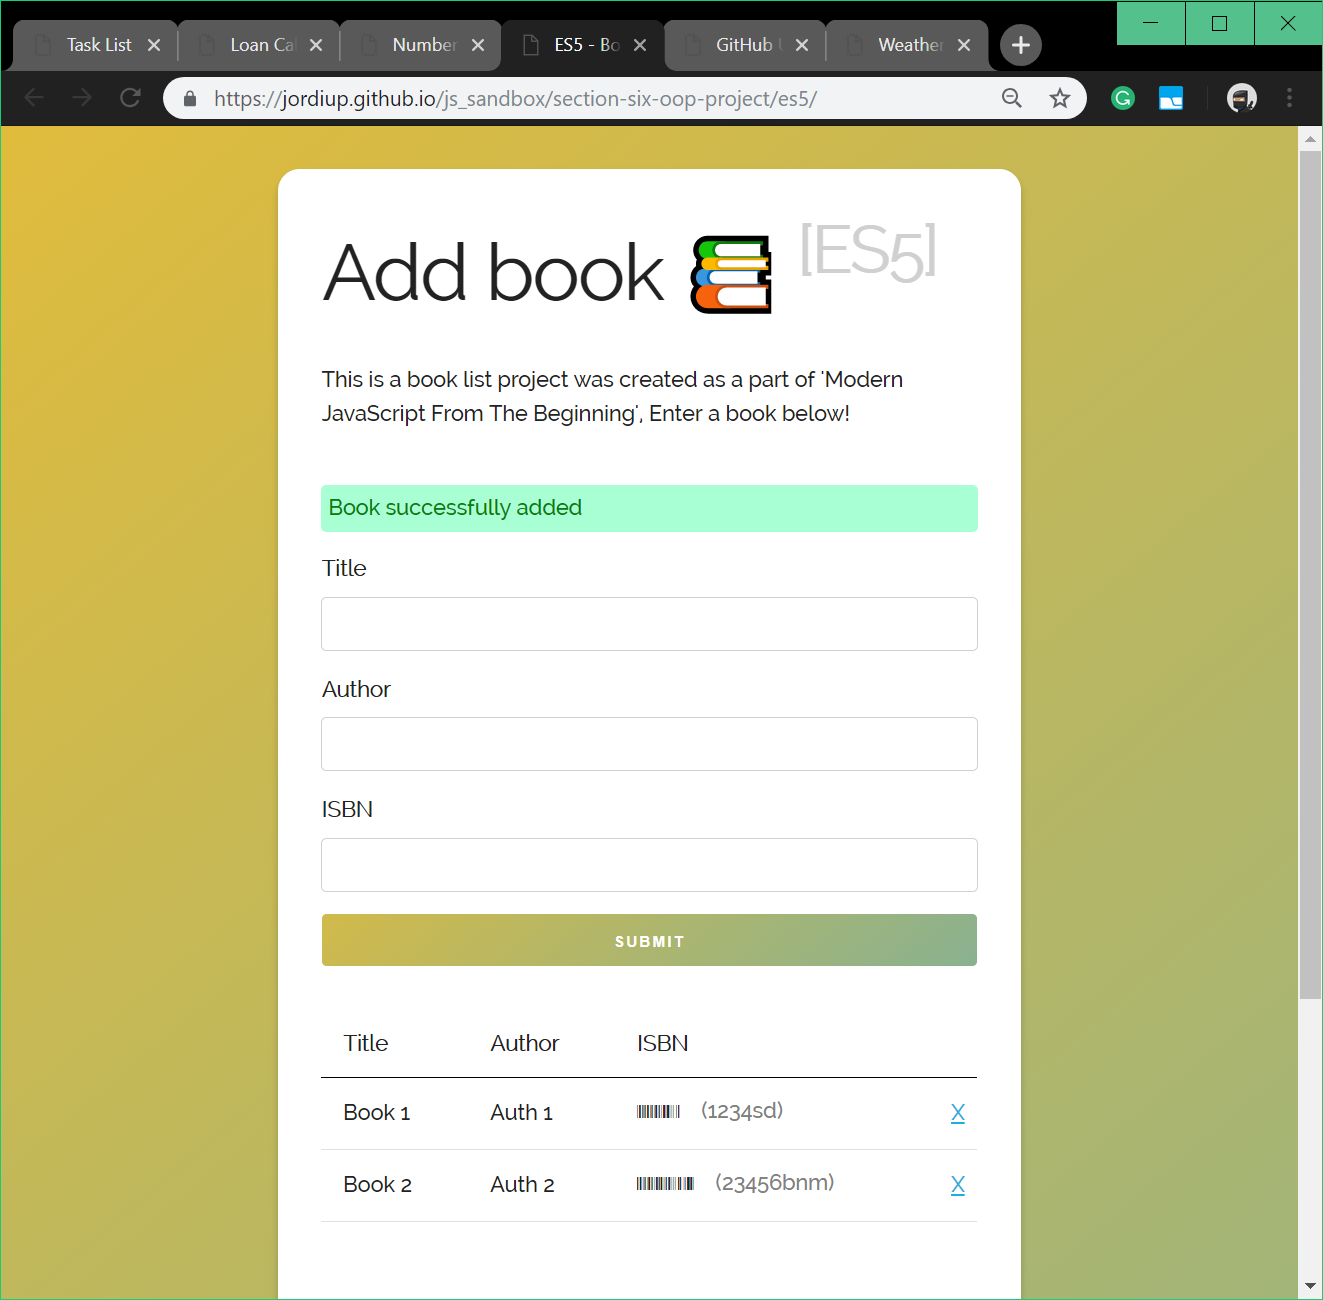 Task List
Loan Cal
Number
ES5 - Bo
GitHub
Weather
https://jordiup.github.io/js_sandbox/section-six-oop-project/es5/
Add book [ES5]
This is a book list project was created as a part of 'Modern
JavaScript From The Beginning', Enter a book below!
Book successfully added
Title
Author
ISBN
SUBMIT
Title Author ISBN
Book 1 Auth 1 (1234sd) X
Book 2 Auth 2 (23456bnm) X